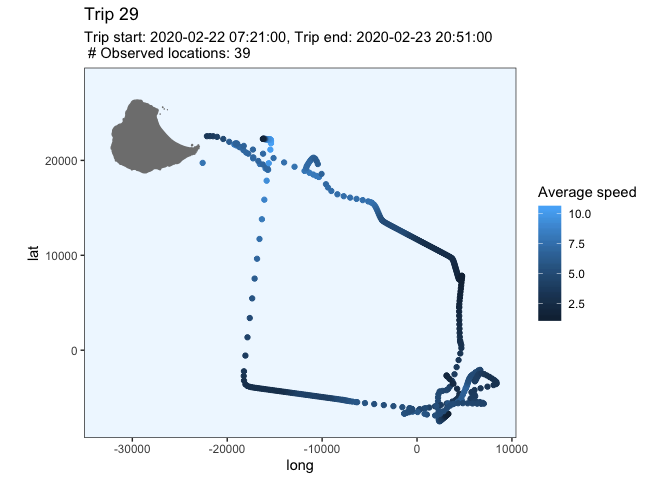 Trip 29
Trip start: 2020-02-22 07:21:00, Trip end: 2020-02-23 20:51:00
# Observed locations: 39
20000
10000
0
lat
-30000
-20000
-10000
0
10000
long
Average speed
10.0
7.5
5.0
2.5